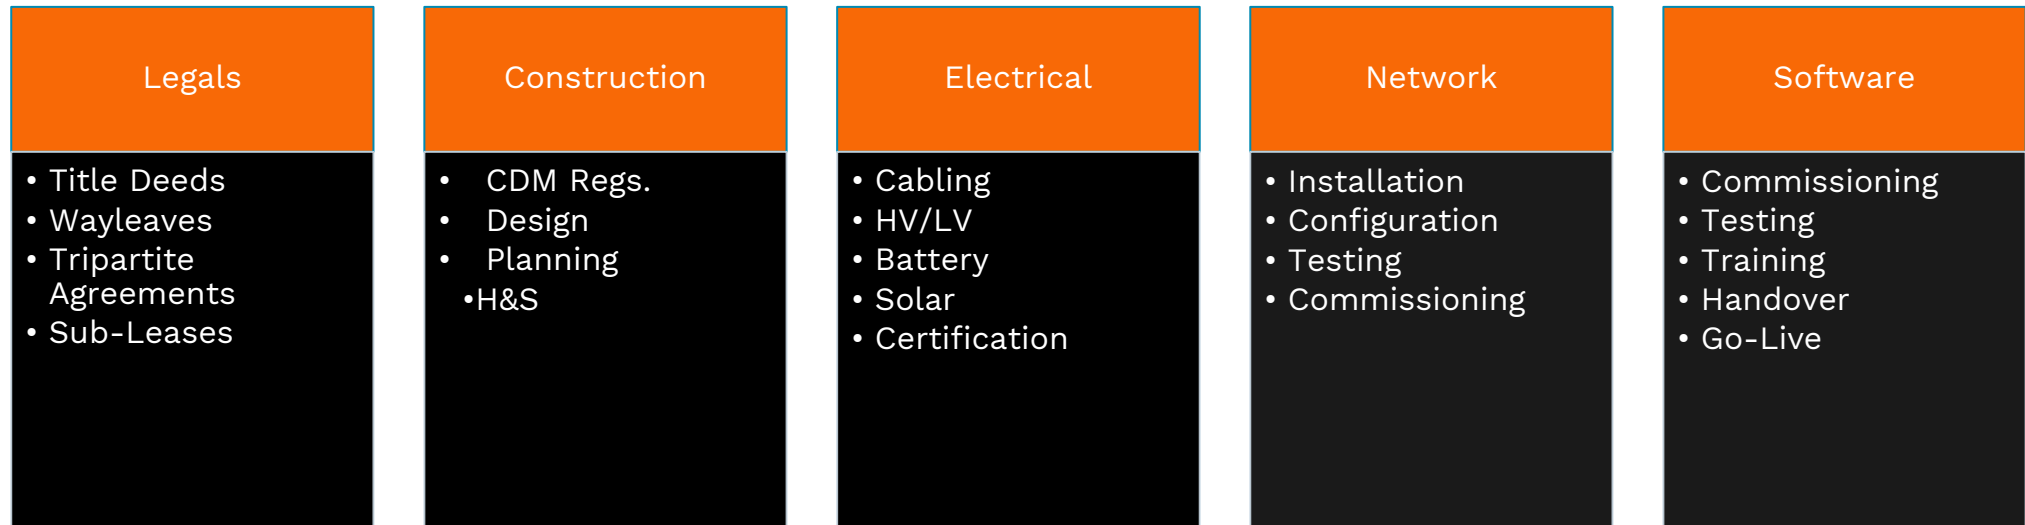 Legals
• Title Deeds
• Wayleaves
• Tripartite
Agreements
• Sub-Leases
Construction
• CDM Regs.
• Design
• Planning
•H&S
Electrical
• Cabling
• HV/LV
• Battery
• Solar
• Certification
Network
• Installation
• Configuration
• Testing
• Commissioning
Software
• Commissioning
• Testing
• Training
• Handover
• Go-Live